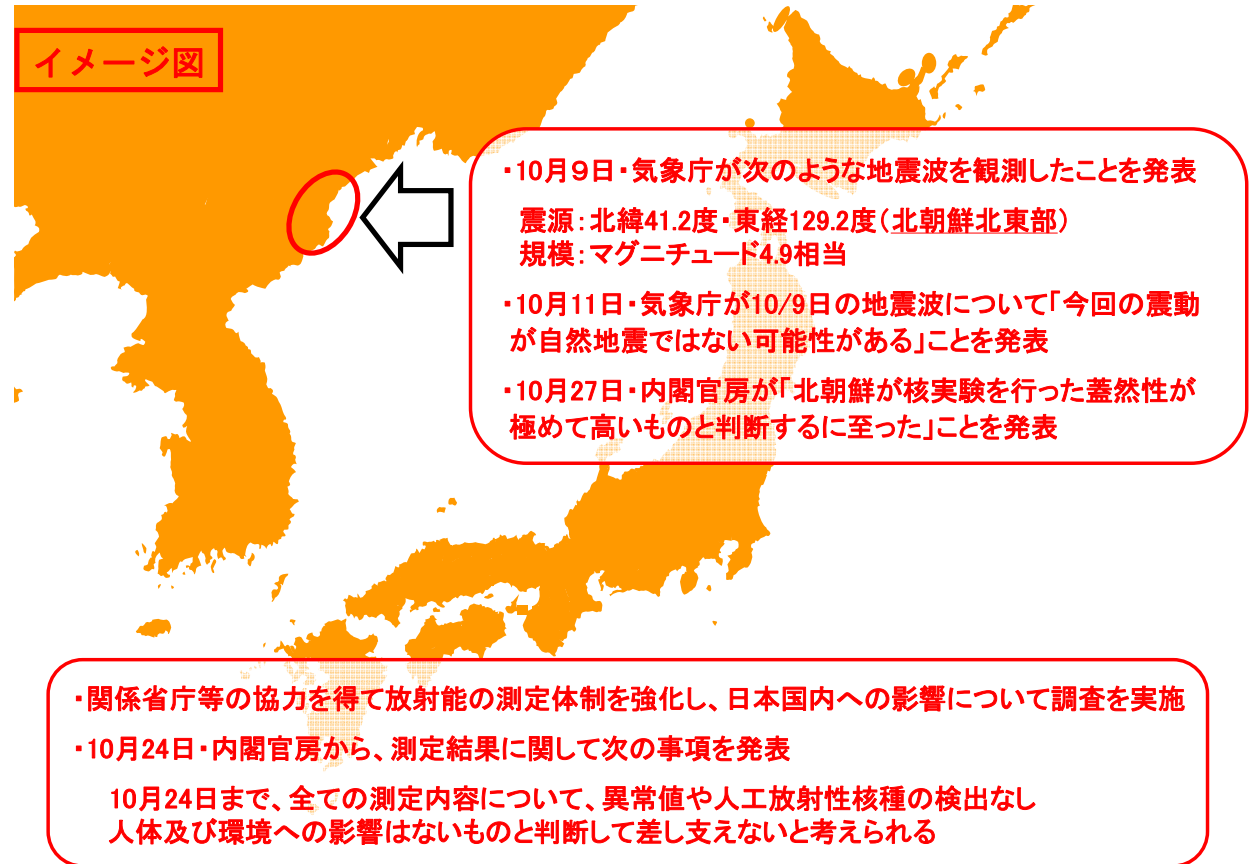 イメージ図
・10月９日・気象庁が次のような地震波を観測したことを発表
震源：北緯41.2度・東経129.2度（北朝鮮北東部）
規模：マグニチュード4.9相当
・10月11日・気象庁が10/9日の地震波について「今回の震動
が自然地震ではない可能性がある」ことを発表
・10月27日・内閣官房が「北朝鮮が核実験を行った蓋然性が
極めて高いものと判断するに至った」ことを発表
・関係省庁等の協力を得て放射能の測定体制を強化し、日本国内への影響について調査を実施
・10月24日・内閣官房から、測定結果に関して次の事項を発表
10月24日まで、全ての測定内容について、異常値や人工放射性核種の検出なし
人体及び環境への影響はないものと判断して差し支えないと考えられる